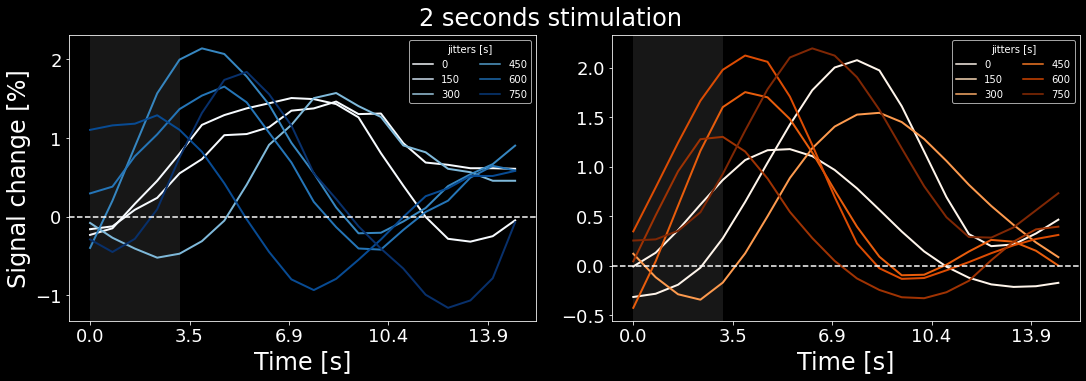 2 seconds stimulation
Signal change [%]
2
1
0
−1
jitters [s]
0 450
150 600
300 750
0.0 3.5 6.9 10.4 13.9
Time [s]
2.0
1.5
1.0
0.5
0.0
−0.5
jitters [s]
0 450
150 600
300 750
0.0 3.5 6.9 10.4 13.9
Time [s]